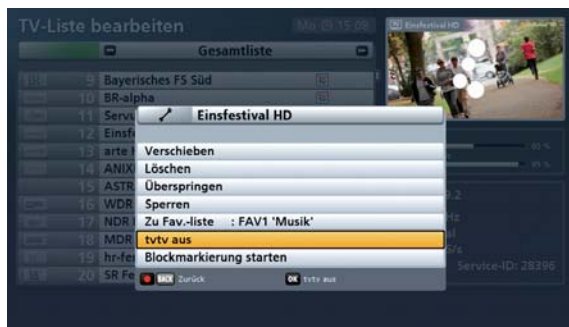 TV-Liste bearbeiten
Mo 15:09
Einsfestival HD
Gesamtliste
9 Bayerisches FS Süd
10 BR-alpha
11 Servu
12 Einsfe
13 arte
14 ANIX
15 ASTR
16 WDR
17 NDR
18 MDR
19 hr-fe
20 SR Fe
Einsfestival HD
Verschieben
Löschen
Überspringen
Sperren
Zu Fav.-liste : FAV1 'Musik'
tvtv aus
Blockmarkierung starten
BACK Zurück
OK tvtv aus
Service-ID: 28396